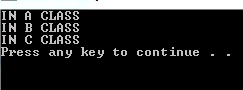 IN A CLASS
IN B CLASS
IN C CLASS
Press any key to continue . .